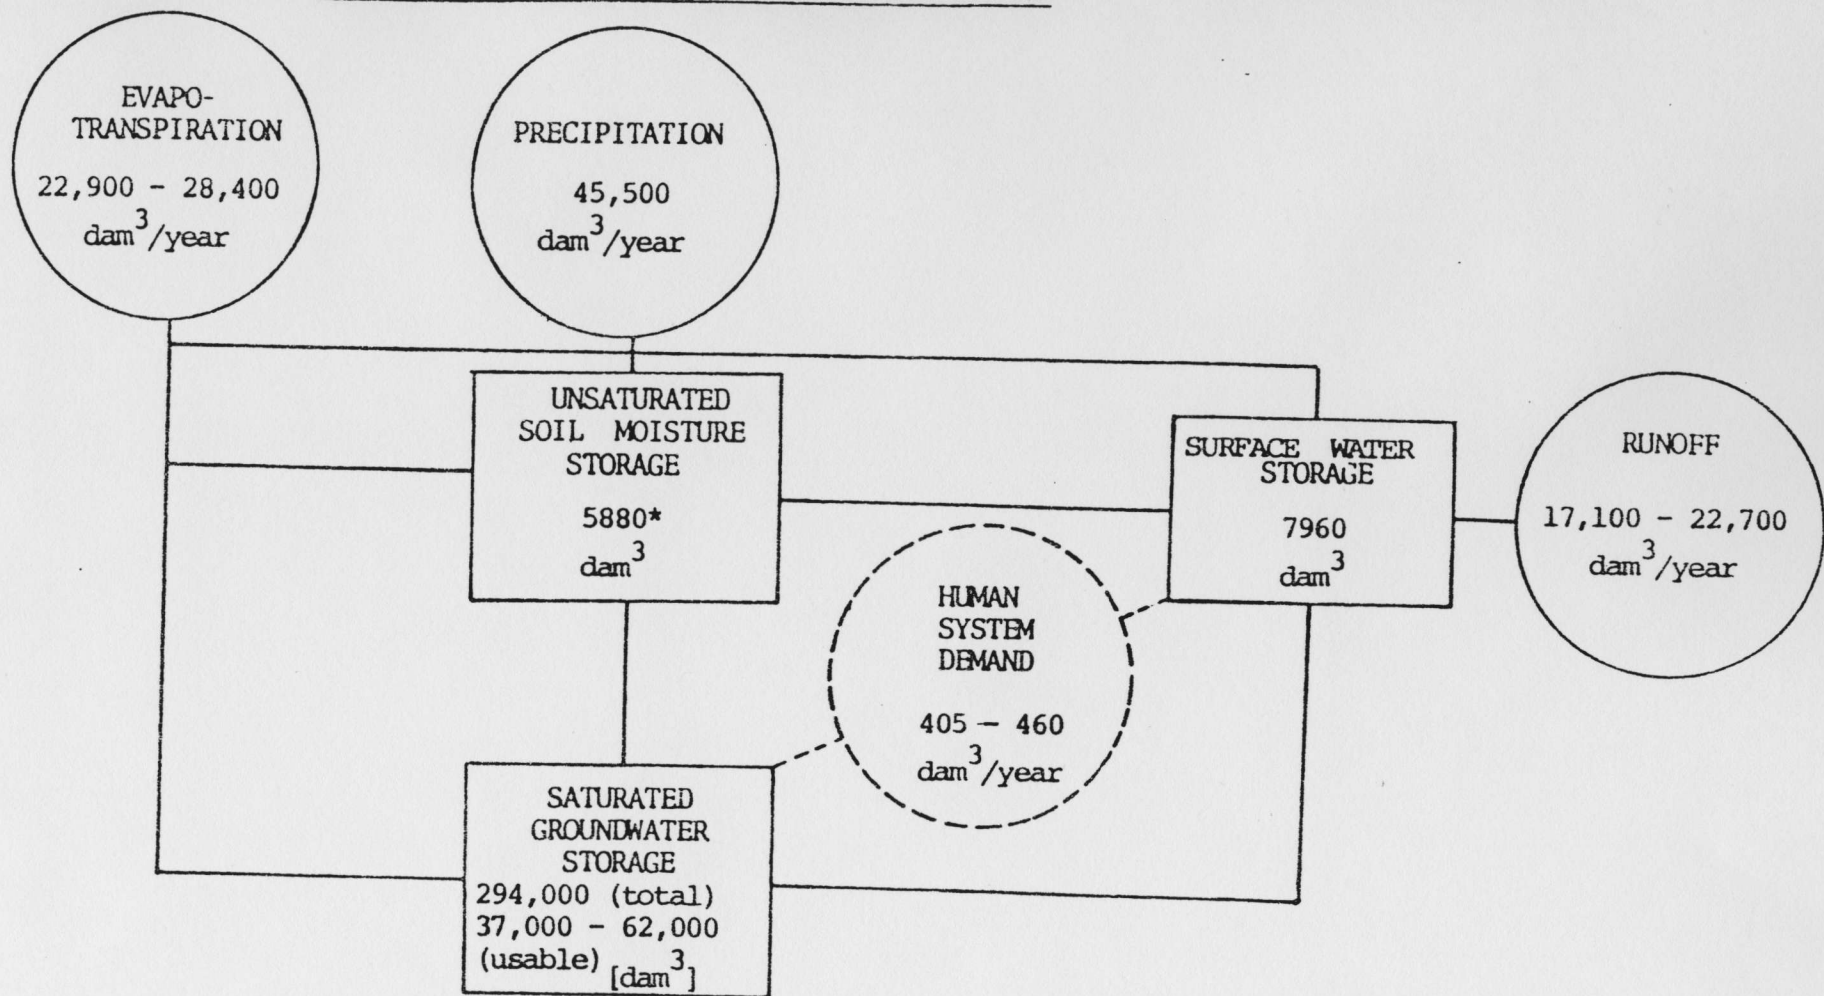 EVAPO-
TRANSPIRATION
22,900 - 28,400
dam³/year
PRECIPITATION
45,500
dam³/year
UNSATURATED
SOIL MOISTURE
STORAGE
5880*
dam³
SURFACE WATER
STORAGE
7960
dam³
RUNOFF
17,100 - 22,700
dam³/year
HUMAN
SYSTEM
DEMAND
405 - 460
dam³/year
SATURATED
GROUNDWATER
STORAGE
294,000 (total)
37,000 - 62,000
(usable) [dam³]